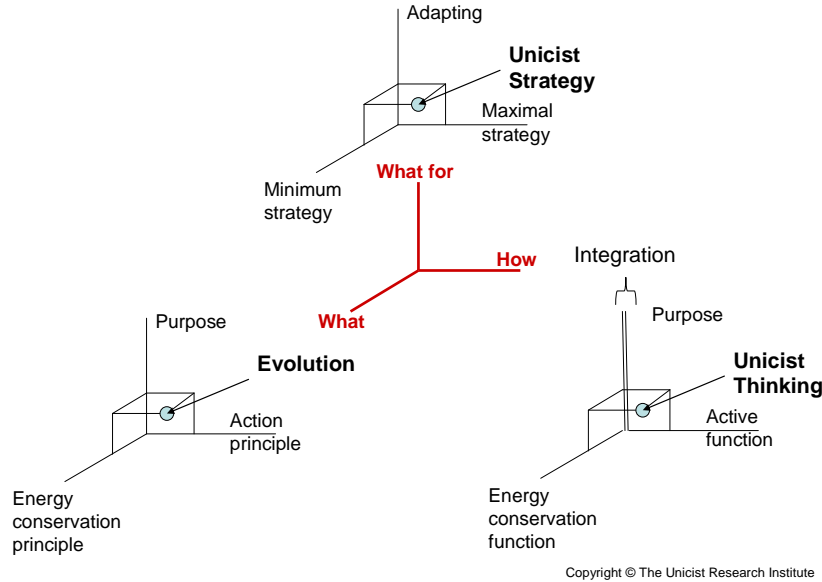 Adapting
Unicist
Strategy
Maximal
strategy
Minimum
strategy
What for
How
What
Integration
Purpose
Evolution
Action
principle
Energy
conservation
principle
Purpose
Unicist
Thinking
Active
function
Energy
conservation
function
Copyright © The Unicist Research Institute